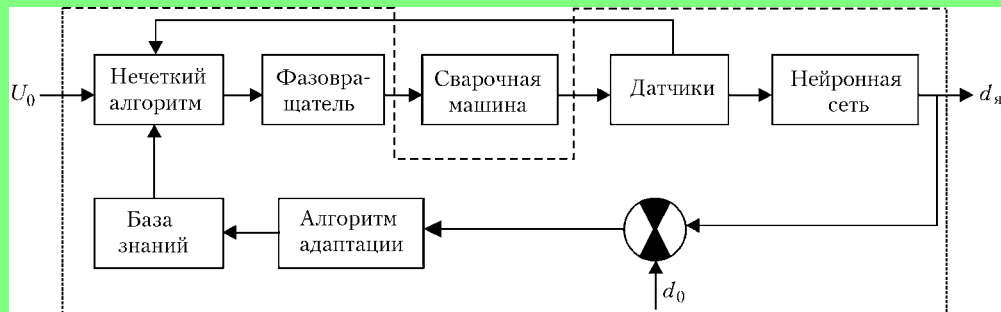 U₀
Нечеткий
алгоритм
Фазовра-
щатель
Сварочная
машина
Датчики
Нейронная
сеть
dя
База
знаний
Алгоритм
адаптации
d₀